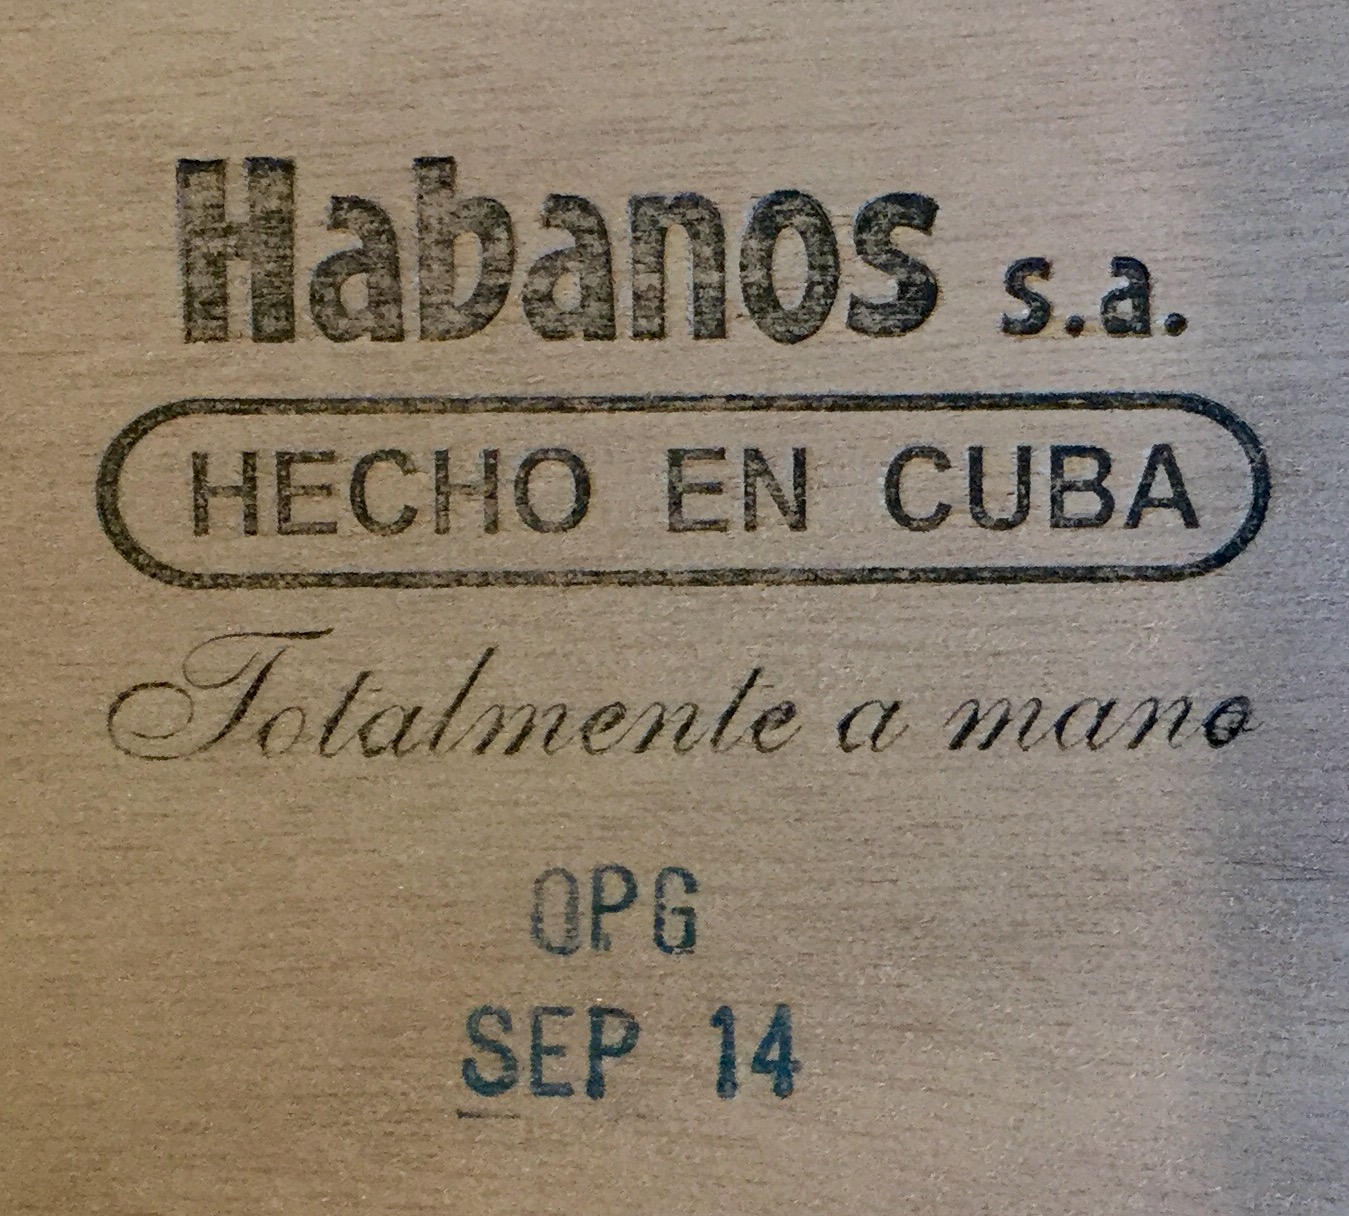 Habanos s.a.
HECHO EN CUBA
Totalmente a mano
OPG
SEP 14